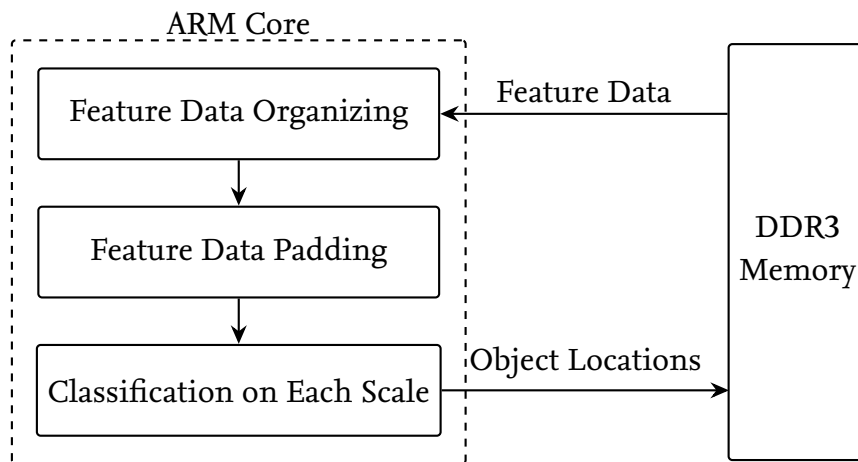 ARM Core
Feature Data Organizing
Feature Data
Feature Data Padding
DDR3
Memory
Classification on Each Scale
Object Locations